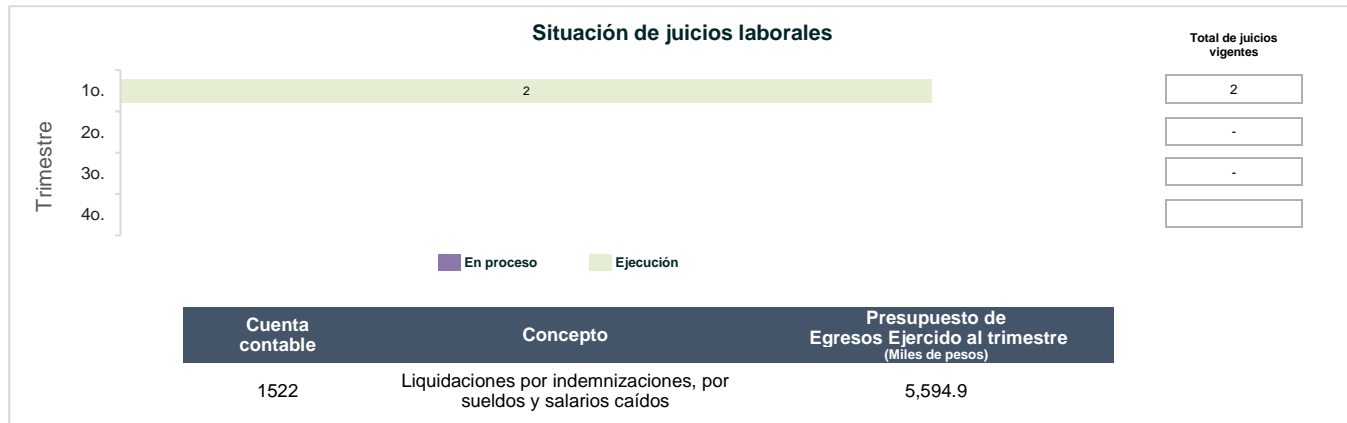 Situación de juicios laborales
Total de juicios
vigentes
Trimestre
1o.
2
2
2o.
-
3o.
-
4o.
En proceso
Ejecución
Cuenta
contable
Concepto
Presupuesto de
Egresos Ejercido al trimestre
(Miles de pesos)
1522
Liquidaciones por indemnizaciones, por
sueldos y salarios caídos
5,594.9